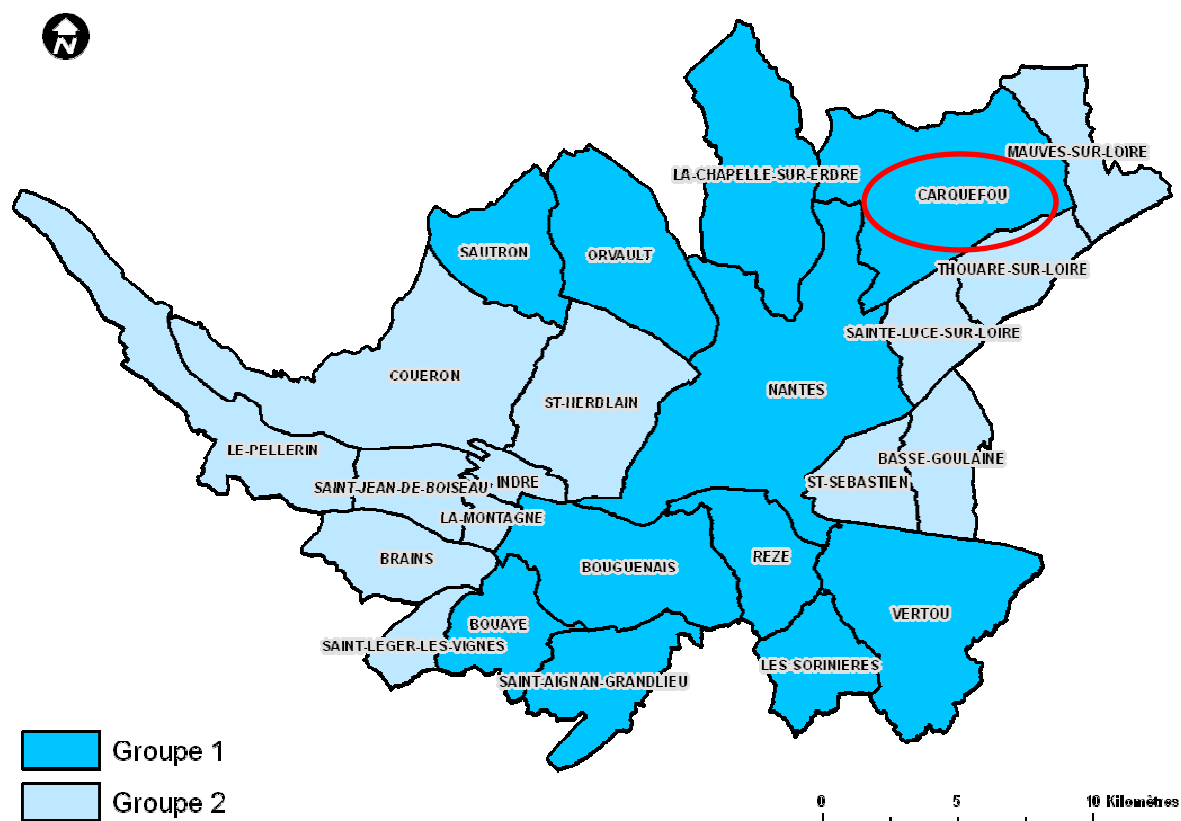 N
MAUVES-SUR-LOIRE
LA-CHAPELLE-SUR-ERDRE
CARQUEFOU
SAUTRON
ORVAULT
THOUARE-SUR-LOIRE
SAINTE-LUCE-SUR-LOIRE
COUERON
NANTES
ST-HERBLAIN
LE-PELLERIN
BASSE-GOULAINE
SAINT-JEAN-DE-BOISEAU
INDRE
ST-SEBASTIEN
LA-MONTAGNE
BRAINS
BOUGUENAIS
REZE
VERTOU
BOUAYE
SAINT-LEGER-LES-VIGNES
LES SORINIERES
SAINT-AIGNAN-GRANDLIEU
Groupe 1
Groupe 2
0 5 10 Kilomètres